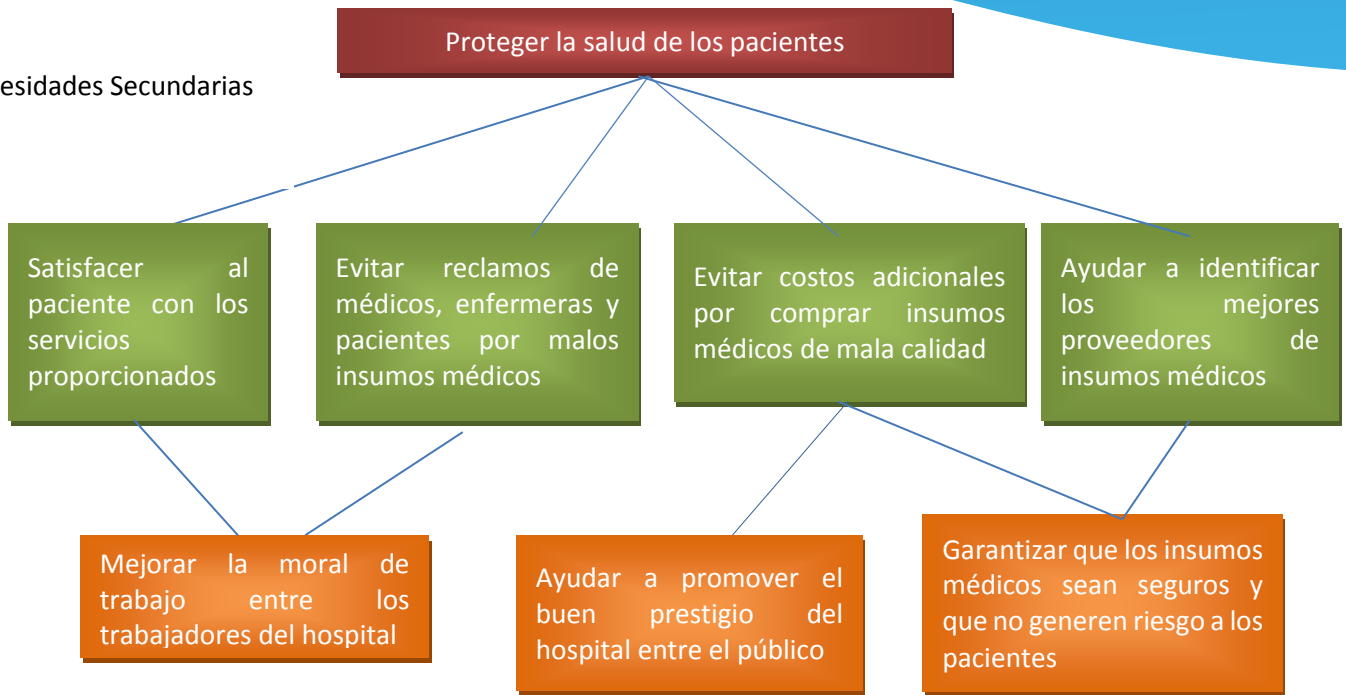 Proteger la salud de los pacientes
esidades Secundarias
Satisfacer al
paciente con los
servicios
proporcionados
Evitar reclamos de
médicos, enfermeras y
pacientes por malos
insumos médicos
Evitar costos adicionales
por comprar insumos
médicos de mala calidad
Ayudar a identificar
los mejores
proveedores de
insumos médicos
Mejorar la moral de
trabajo entre los
trabajadores del hospital
Ayudar a promover el
buen prestigio del
hospital entre el público
Garantizar que los insumos
médicos sean seguros y
que no generen riesgo a los
pacientes